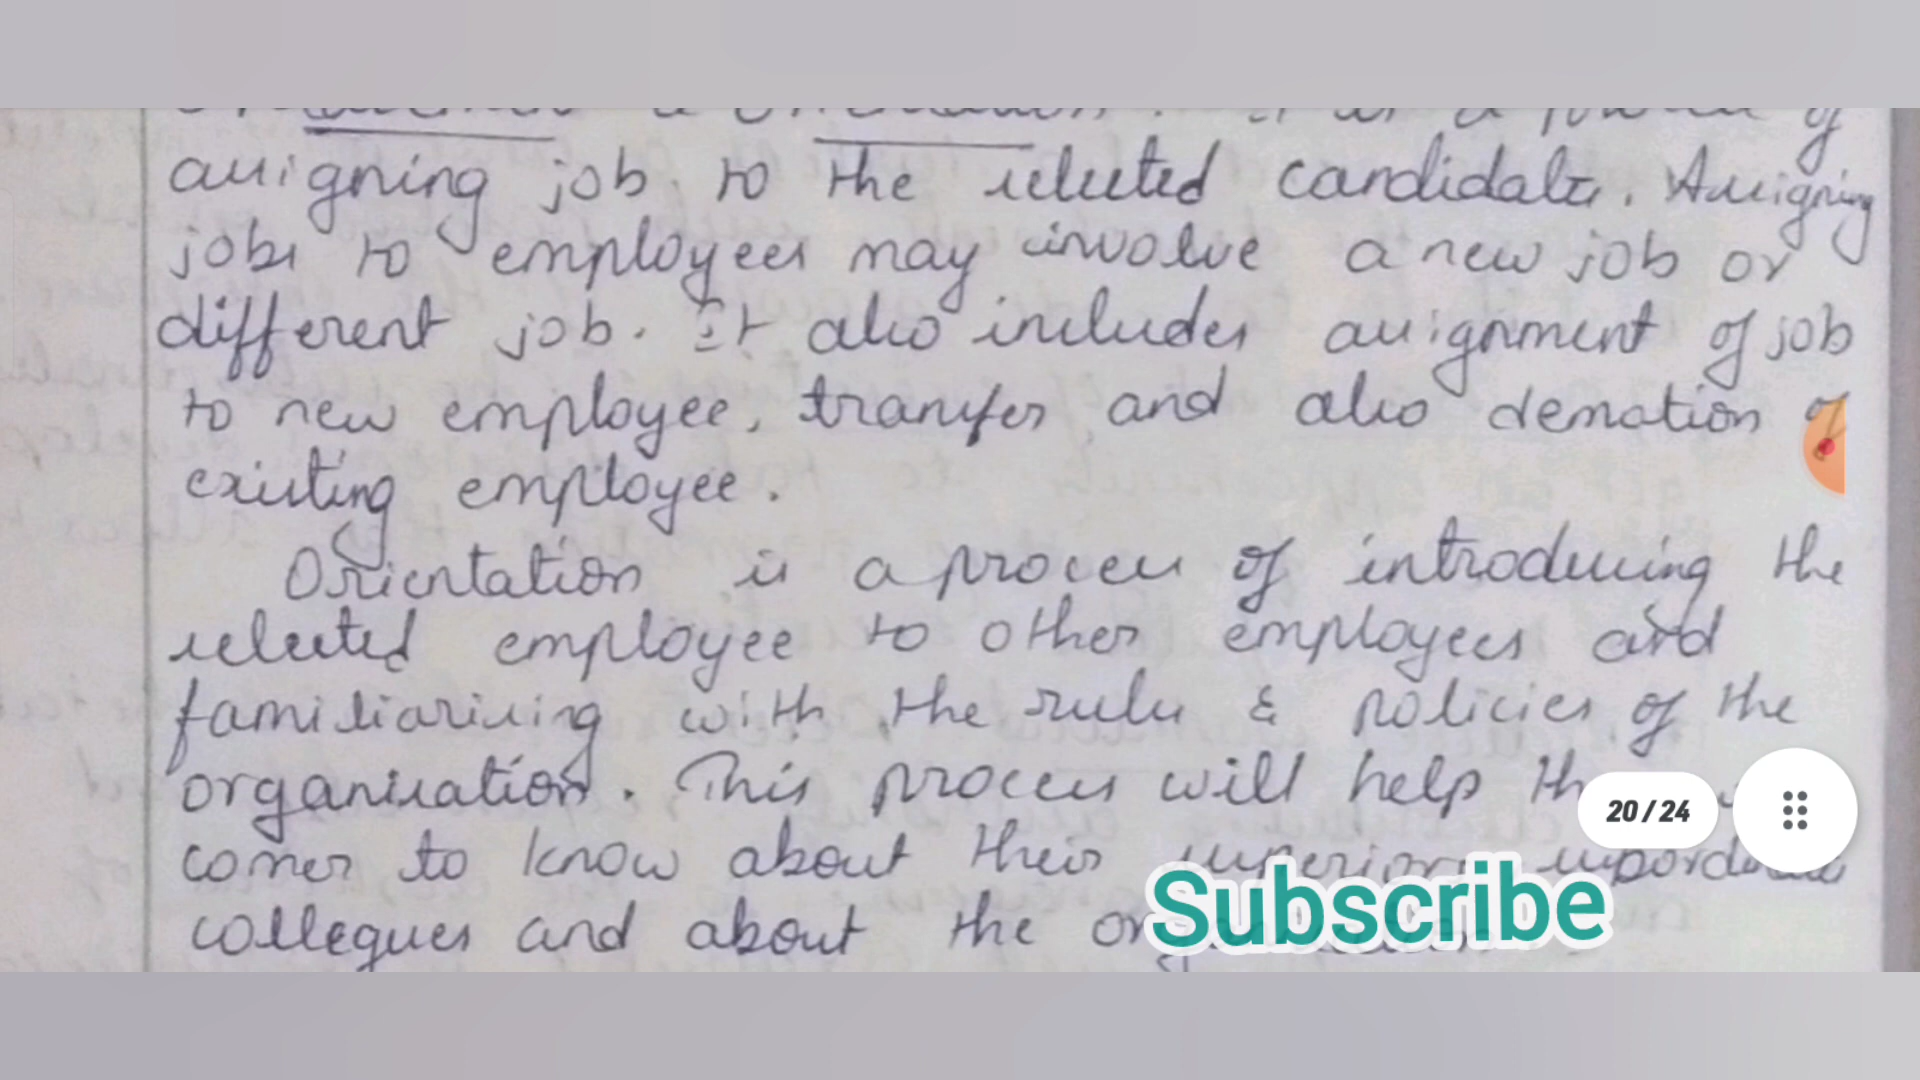 assigning job to the selected candidate. Assigning
jobs to employees may involve a new job or
different job. It also includes assignment of job
to new employee, transfer and also demotion of
existing employee.
Orientation is a process of introducing the
selected employee to other employees and
familiarising with the rules & policies of the
organisation. This process will help
20/24
comer to know about their superior
Subscribe
collegues and about the